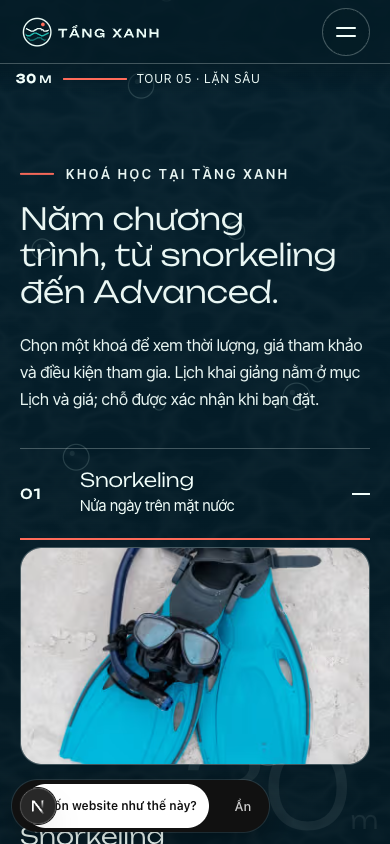 TẦNG XANH
30 M
TOUR 05 · LẶN SÂU
KHOÁ HỌC TẠI TẦNG XANH
Năm chương
trình, từ snorkeling
đến Advanced.
Chọn một khoá để xem thời lượng, giá tham khảo
và điều kiện tham gia. Lịch khai giảng nằm ở mục
Lịch và giá; chỗ được xác nhận khi bạn đặt.
01
Snorkeling
Nửa ngày trên mặt nước
N
website như thế này?
Ẩn
m
Snorkeling